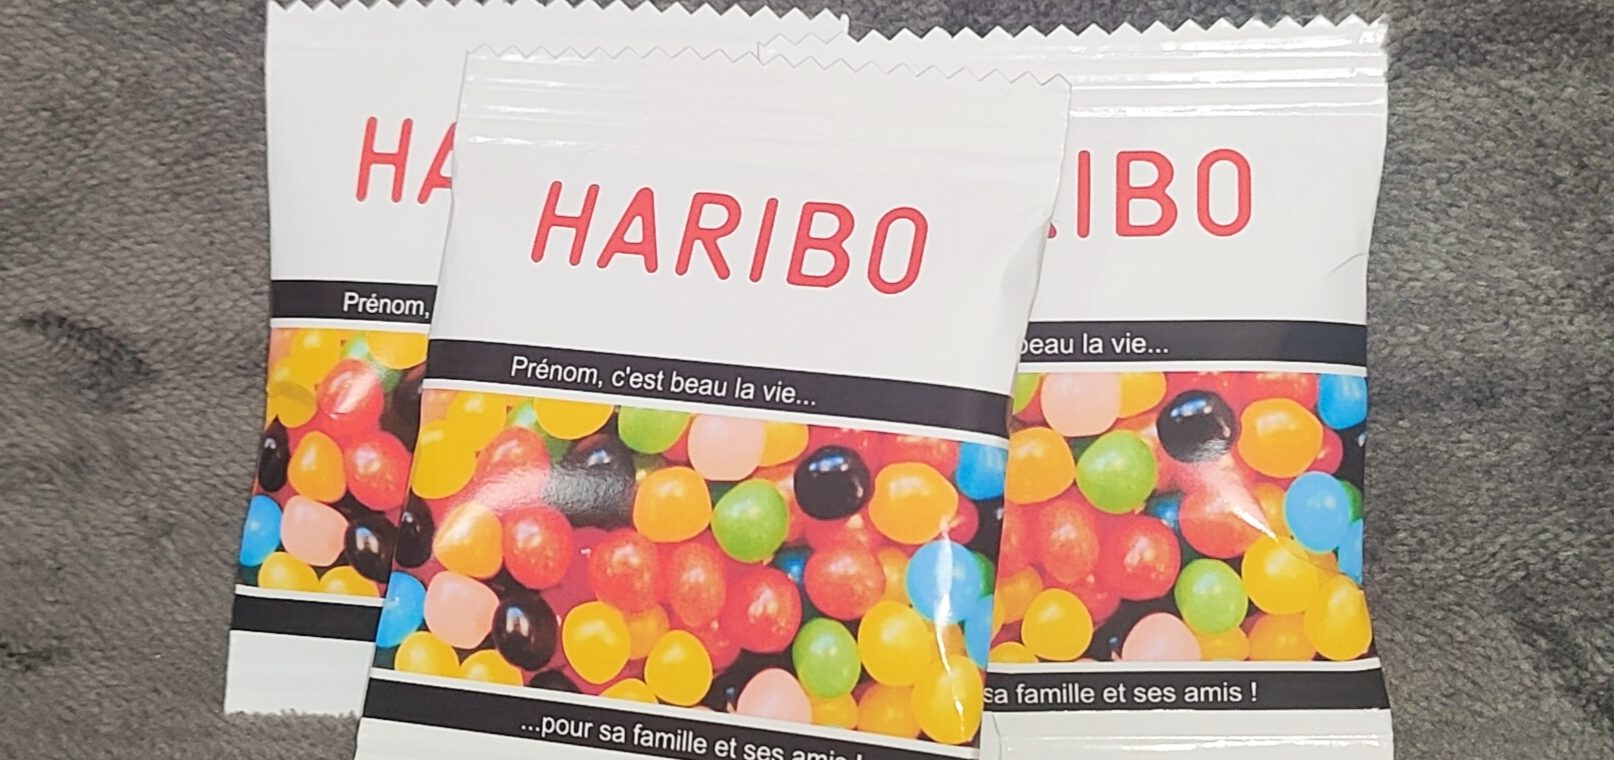 HA
Prénom,
HARIBO
Prénom, c'est beau la vie...
...pour sa famille et ses amis !
IBO
beau la vie...
sa famille et ses amis !